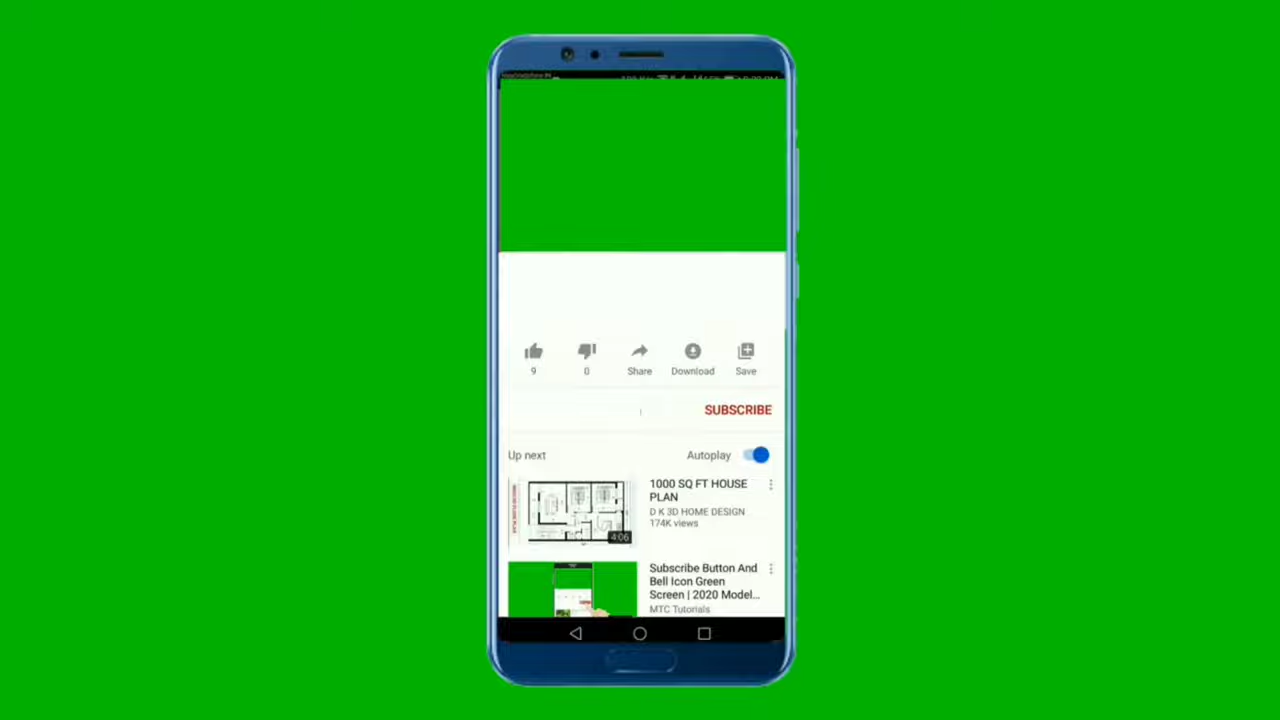 9
0
Share
Download
Save
SUBSCRIBE
Up next
Autoplay
1000 SQ FT HOUSE
PLAN
D K 3D HOME DESIGN
174K views
4:06
Subscribe Button And
Bell Icon Green
Screen | 2020 Model...
MTC Tutorials